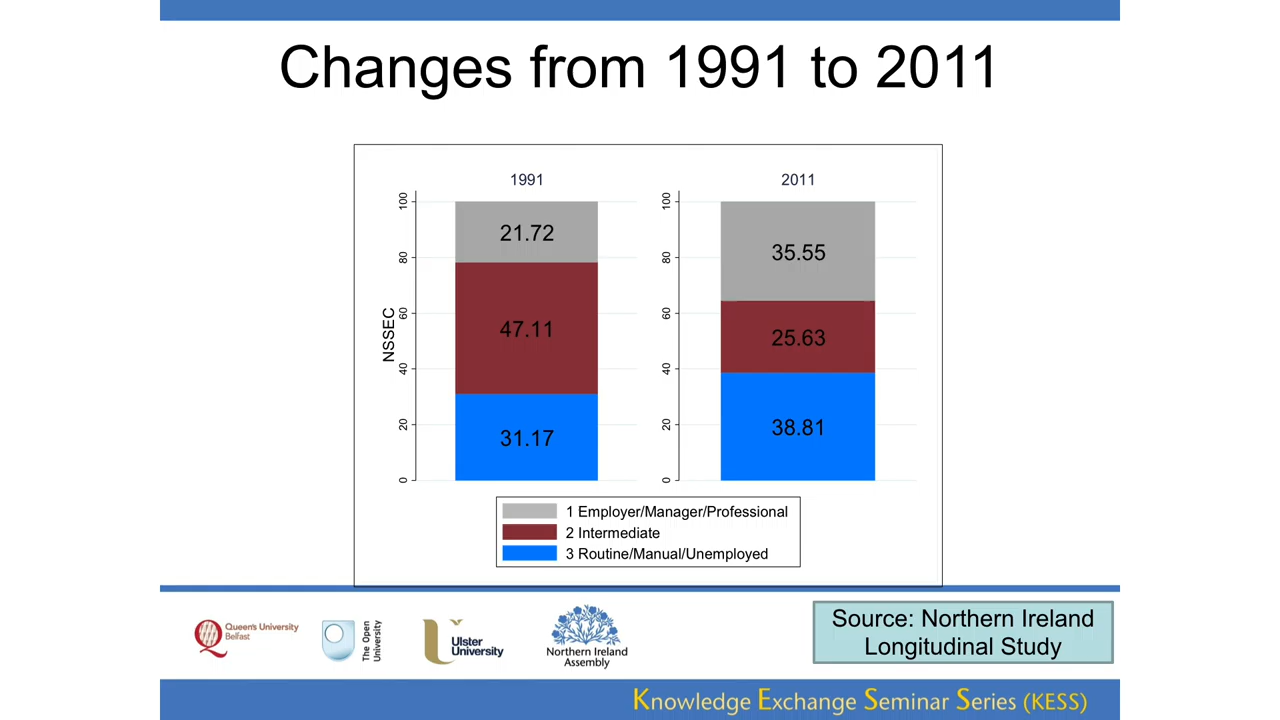 Changes from 1991 to 2011
1991
2011
NSSEC
0 20 40 60 80 100
0 20 40 60 80 100
21.72
47.11
31.17
35.55
25.63
38.81
1 Employer/Manager/Professional
2 Intermediate
3 Routine/Manual/Unemployed
Queen's University
Belfast
The Open
University
Ulster
University
Northern Ireland
Assembly
Source: Northern Ireland
Longitudinal Study
Knowledge Exchange Seminar Series (KESS)